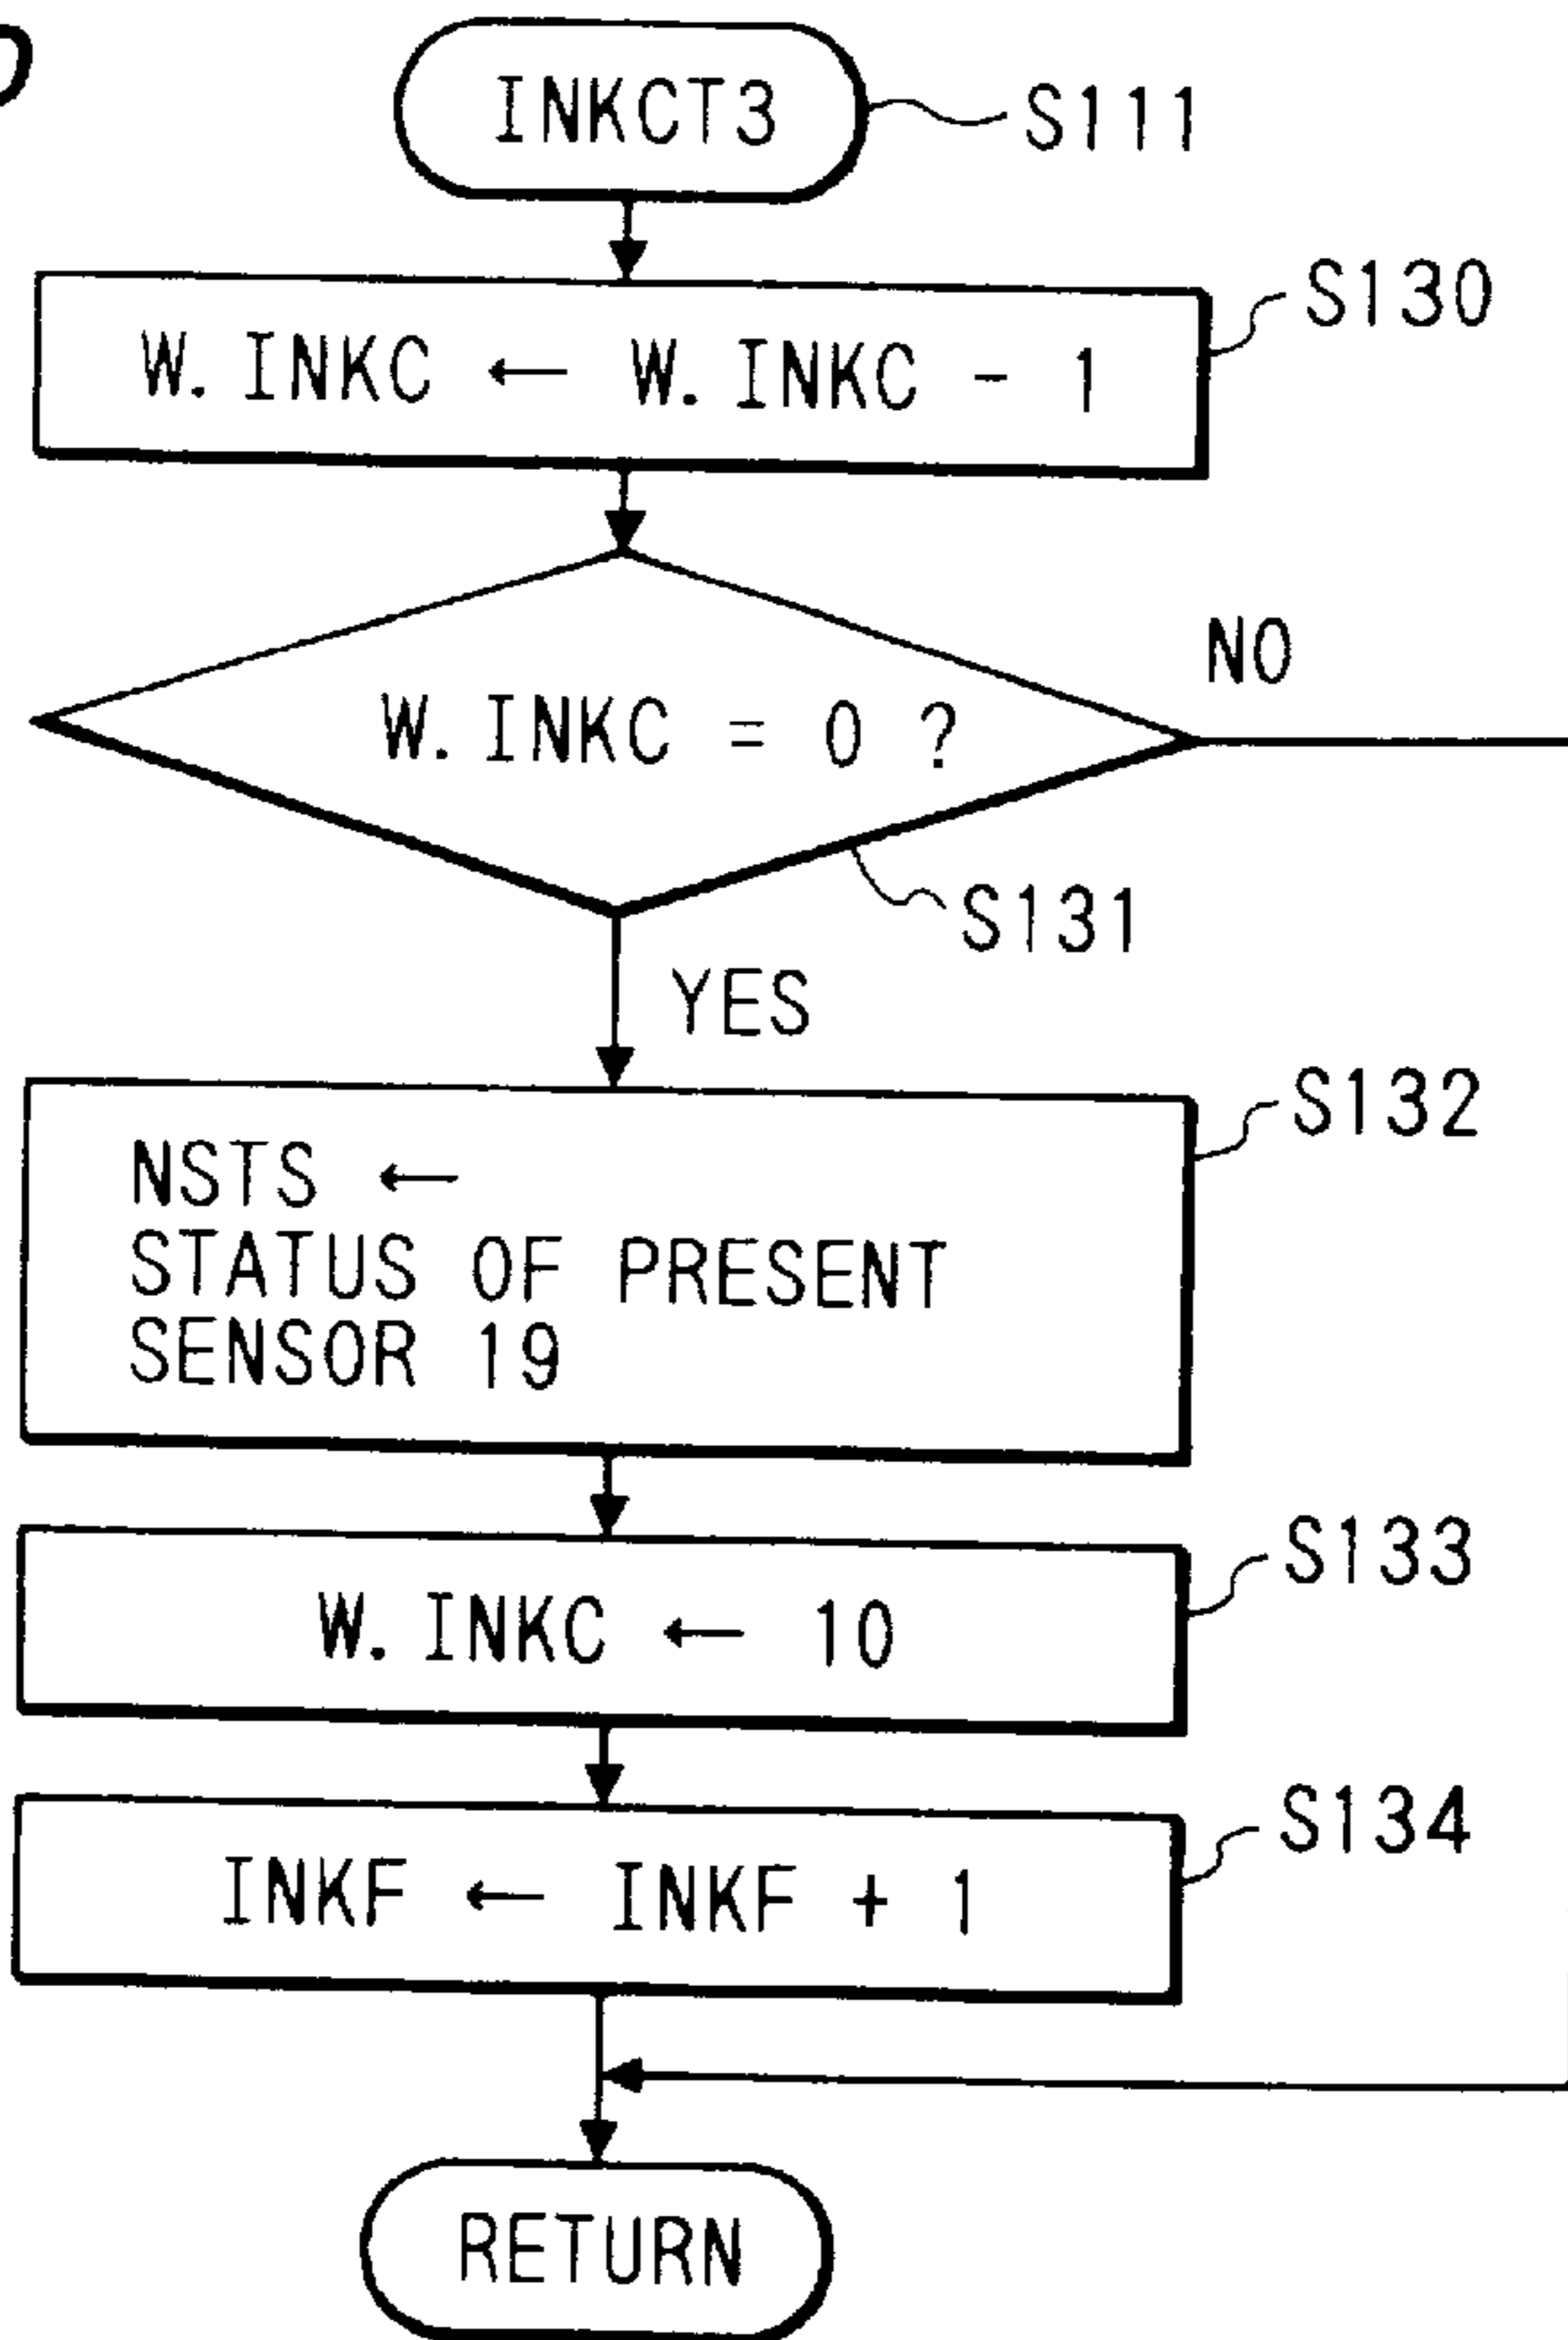 INKCT3
S111
S130
W.INKC ← W.INKC - 1
NO
W.INKC = 0 ?
S131
YES
S132
NSTS ←
STATUS OF PRESENT
SENSOR 19
S133
W.INKC ← 10
S134
INKF ← INKF + 1
RETURN